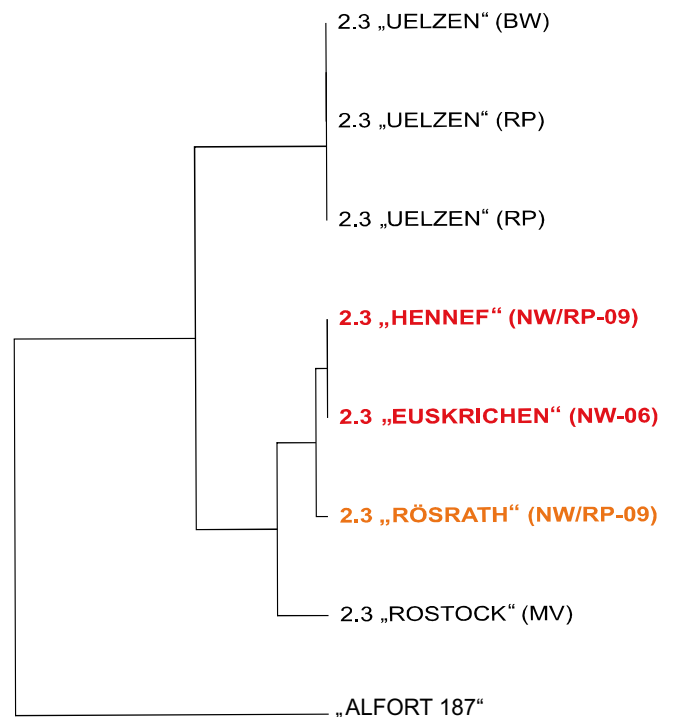 2.3 „UELZEN“ (BW)
2.3 „UELZEN“ (RP)
2.3 „UELZEN“ (RP)
2.3 „HENNEF“ (NW/RP-09)
2.3 „EUSKRICHEN“ (NW-06)
2.3 „RÖSRATH“ (NW/RP-09)
2.3 „ROSTOCK“ (MV)
„ALFORT 187“